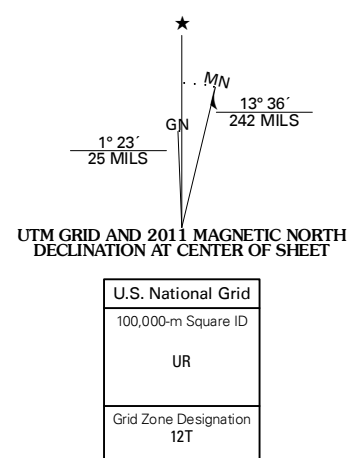 ★
MN
GN
13° 36´
242 MILS
1° 23´
25 MILS
UTM GRID AND 2011 MAGNETIC NORTH
DECLINATION AT CENTER OF SHEET
U.S. National Grid
100,000-m Square ID
UR
Grid Zone Designation
12T